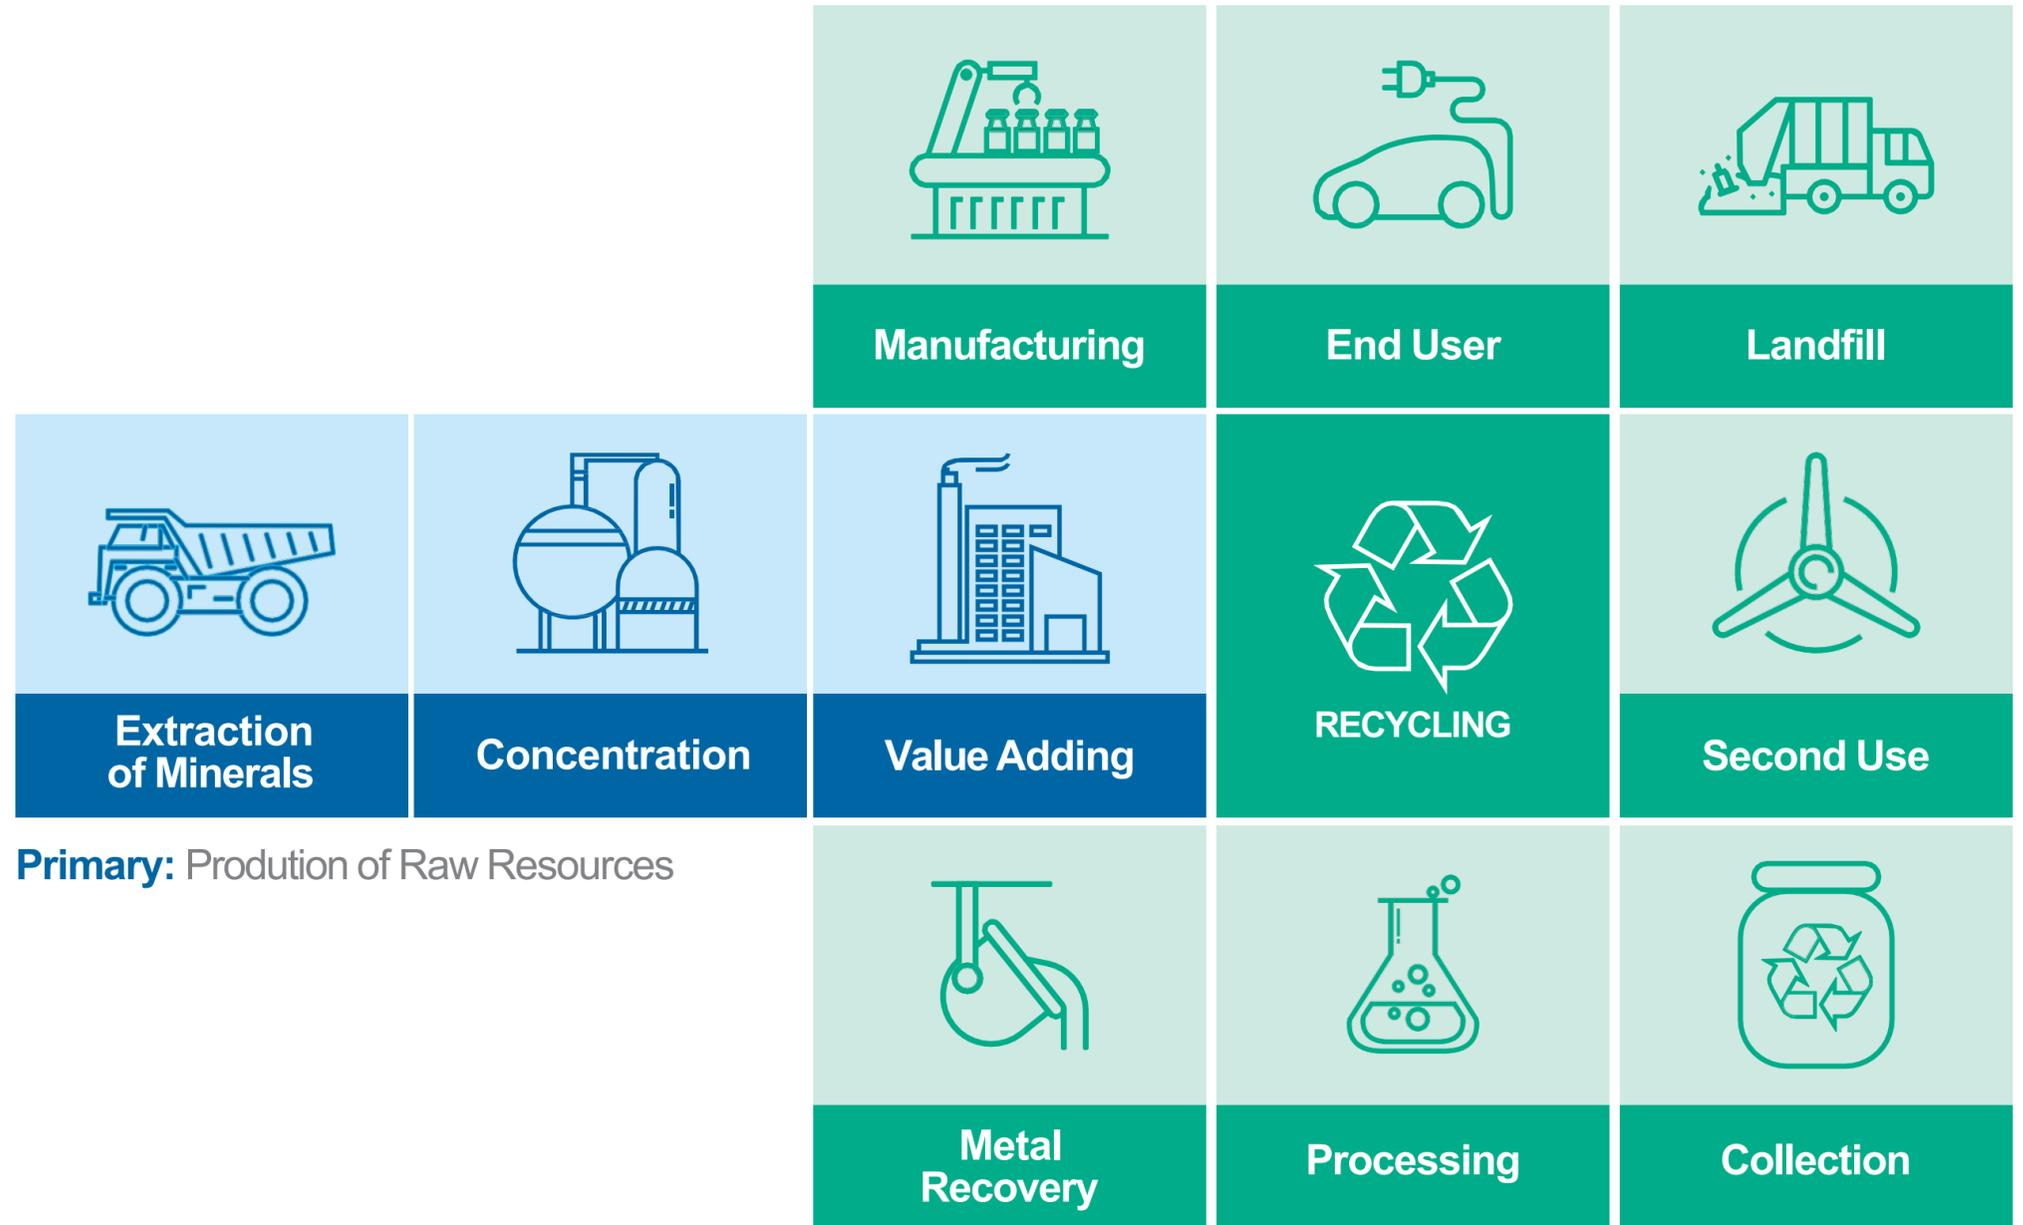 Manufacturing
End User
Landfill
Extraction
of Minerals
Concentration
Value Adding
RECYCLING
Second Use
Primary: Prodution of Raw Resources
Metal
Recovery
Processing
Collection